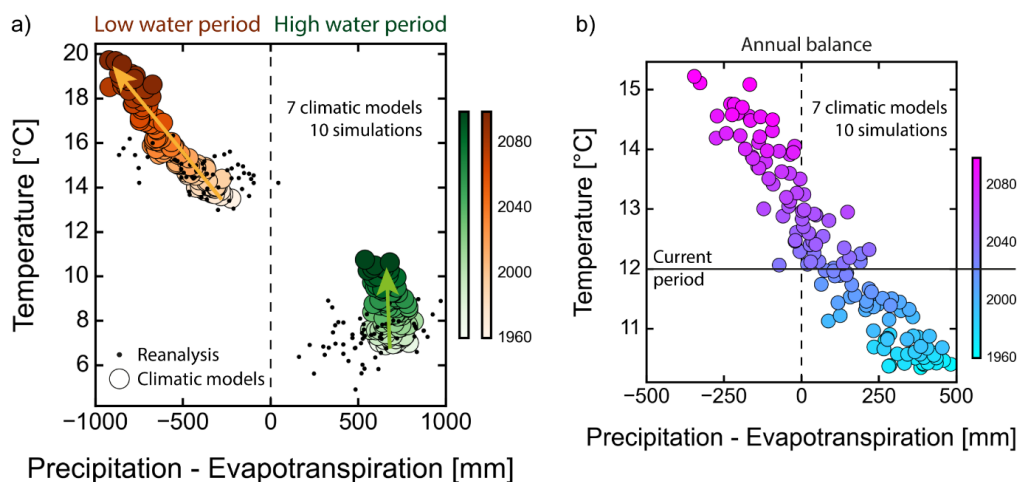 a)
Low water period
High water period
Temperature [°C]
20
18
16
14
12
10
8
6
7 climatic models
10 simulations
Reanalysis
Climatic models
2080
2040
2000
1960
−1000
−500
0
500
1000
Precipitation - Evapotranspiration [mm]
b)
Annual balance
Temperature [°C]
15
14
13
12
11
7 climatic models
10 simulations
Current
period
2080
2040
2000
1960
−500
−250
0
250
500
Precipitation - Evapotranspiration [mm]